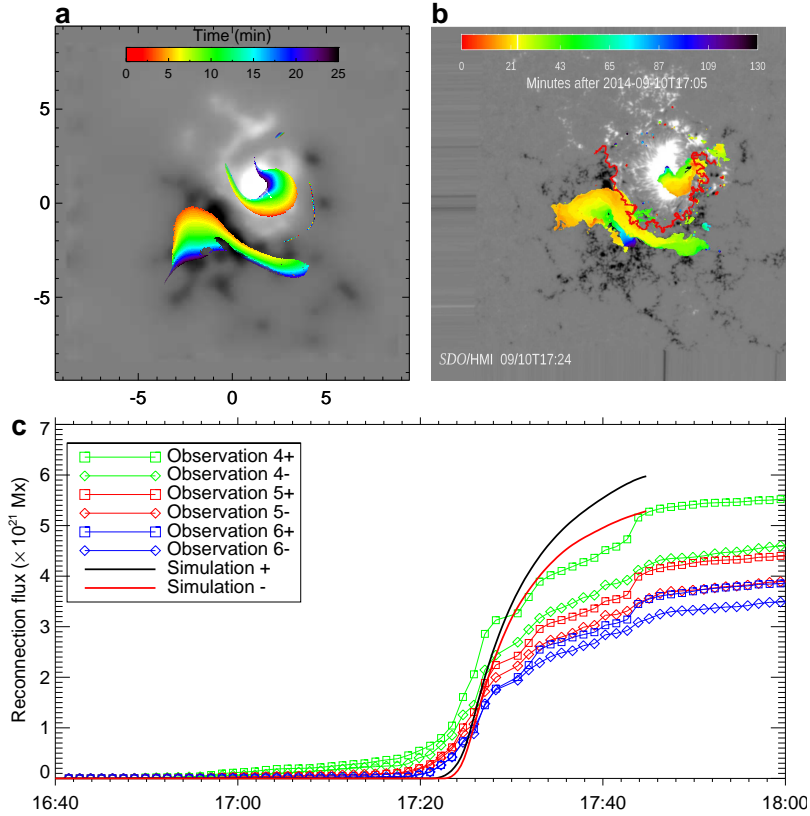 a
Time (min)
0 5 10 15 20 25
5
0
-5
-5 0 5
b
0 21 43 65 87 109 130
Minutes after 2014-09-10T17:05
SDO/HMI 09/10T17:24
c
Reconnection flux (× 10²¹ Mx)
7
6
5
4
3
2
1
0
Observation 4+
Observation 4-
Observation 5+
Observation 5-
Observation 6+
Observation 6-
Simulation +
Simulation -
16:40 17:00 17:20 17:40 18:00